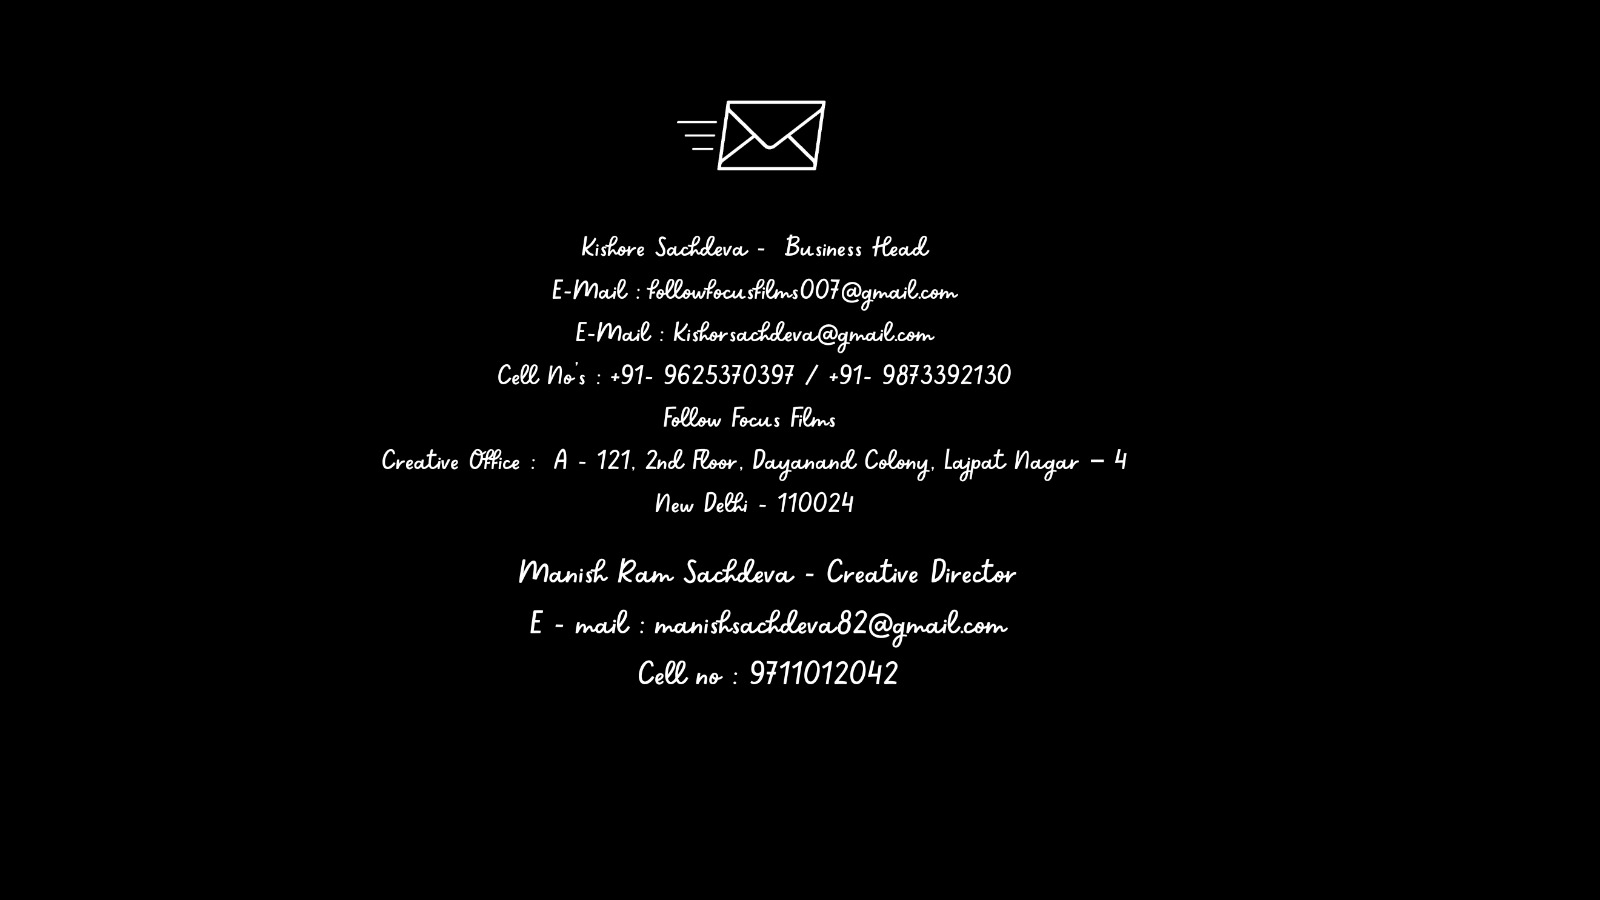 Kishore Sachdeva -  Business Head
E-Mail : followfocusfilms007@gmail.com
E-Mail : Kishorsachdeva@gmail.com
Cell No's : +91- 9625370397 / +91- 9873392130
Follow Focus Films
Creative Office :  A - 121, 2nd Floor, Dayanand Colony, Lajpat Nagar – 4
New Delhi - 110024
Manish Ram Sachdeva - Creative Director
E - mail : manishsachdeva82@gmail.com
Cell no : 9711012042